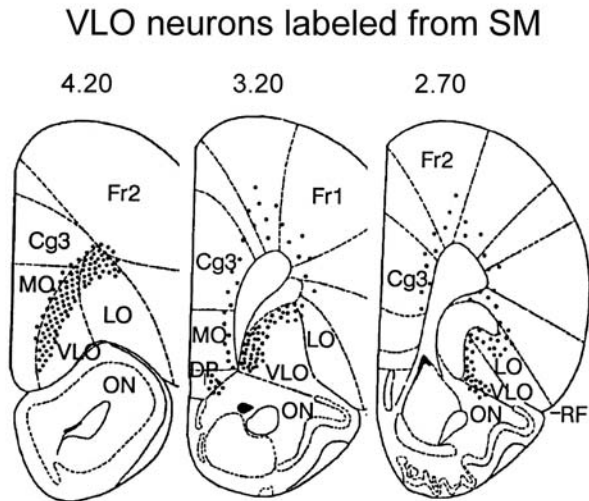 VLO neurons labeled from SM
4.20 3.20 2.70
Fr2
Cg3
MO
LO
VLO
ON
Fr1
Cg3
MO
LO
DP
VLO
ON
Fr2
Cg3
LO
VLO
ON
RF